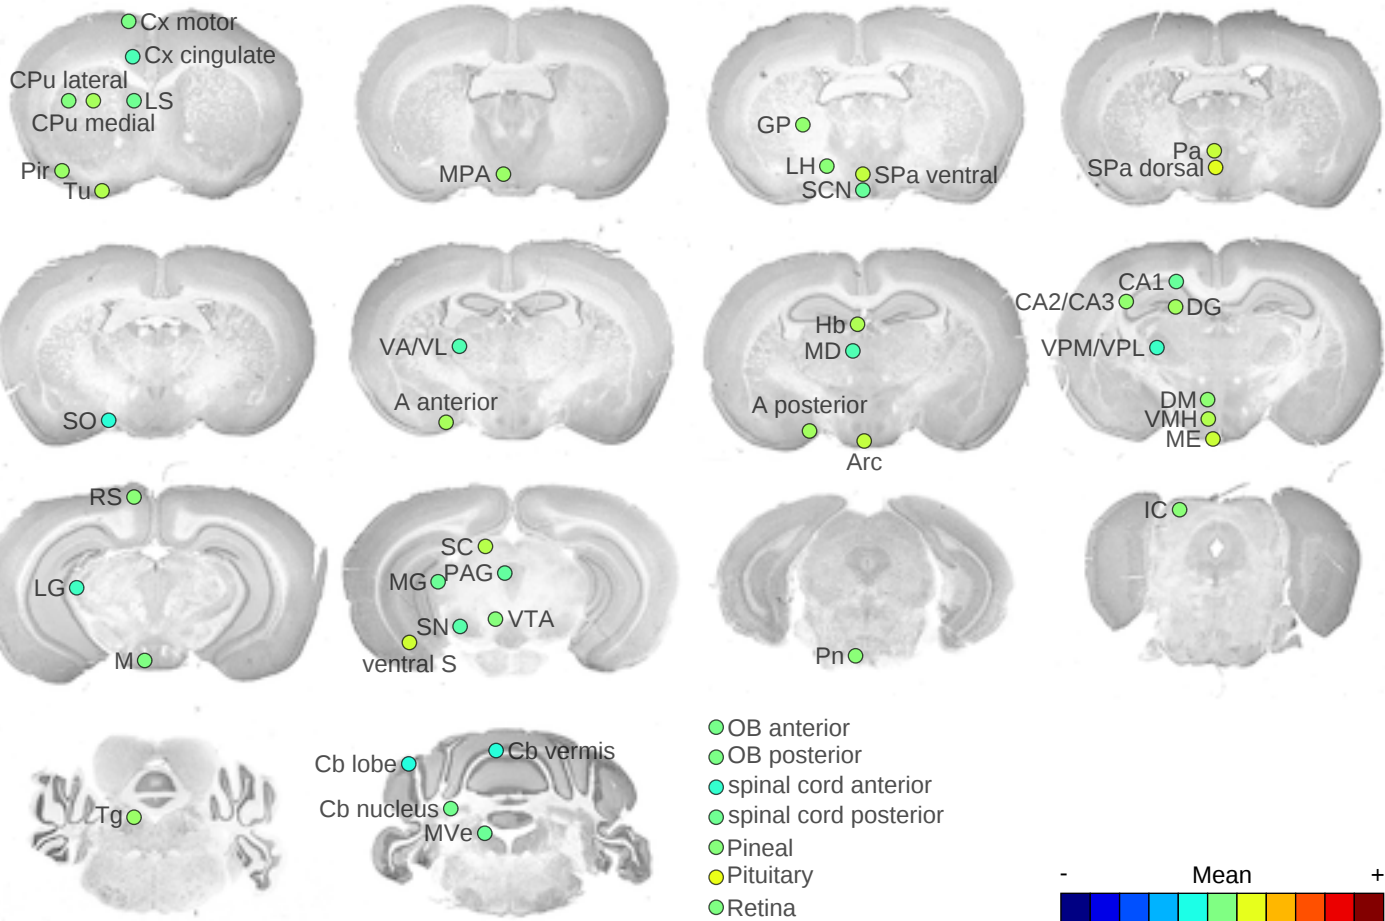 Cx motor
Cx cingulate
CPu lateral
LS
CPu medial
Pir
Tu
MPA
GP
LH
SPa ventral
SCN
Pa
SPa dorsal
SO
VA/VL
A anterior
Hb
MD
A posterior
Arc
CA1
CA2/CA3
DG
VPM/VPL
DM
VMH
ME
RS
LG
M
SC
PAG
MG
VTA
SN
ventral S
Pn
IC
Tg
Cb vermis
Cb lobe
Cb nucleus
MVe
OB anterior
OB posterior
spinal cord anterior
spinal cord posterior
Pineal
Pituitary
Retina
- Mean +